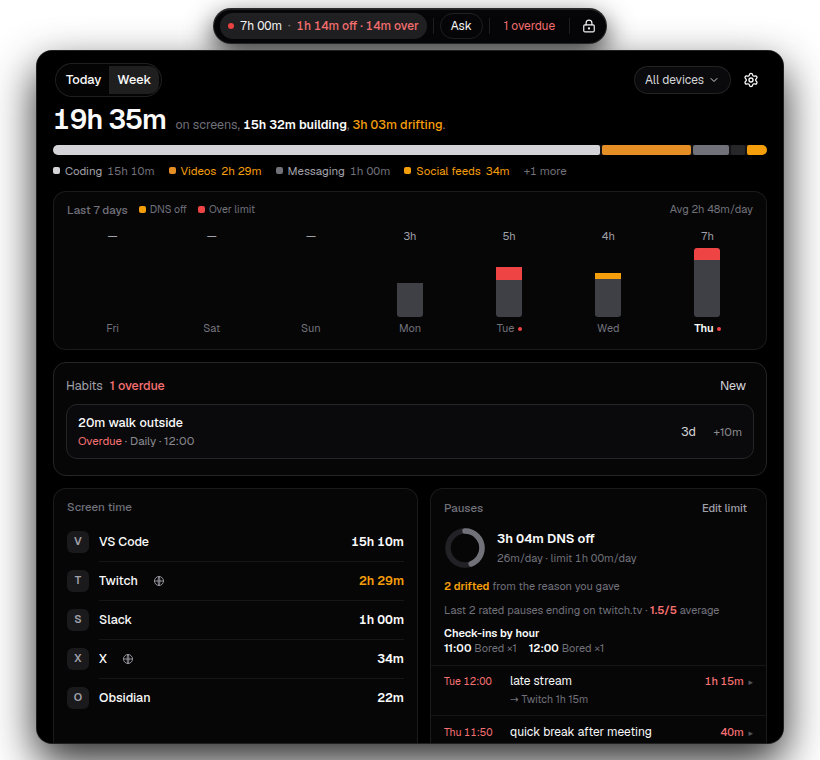 7h 00m · 1h 14m off · 14m over Ask 1 overdue
Today Week All devices
19h 35m on screens, 15h 32m building, 3h 03m drifting.
Coding 15h 10m Videos 2h 29m Messaging 1h 00m Social feeds 34m +1 more
Last 7 days DNS off Over limit Avg 2h 48m/day
— — — 3h 5h 4h 7h
Fri Sat Sun Mon Tue Wed Thu
Habits 1 overdue New
20m walk outside
Overdue · Daily · 12:00
3d +10m
Screen time
V VS Code 15h 10m
T Twitch 2h 29m
S Slack 1h 00m
X X 34m
O Obsidian 22m
Pauses Edit limit
3h 04m DNS off
26m/day · limit 1h 00m/day
2 drifted from the reason you gave
Last 2 rated pauses ending on twitch.tv · 1.5/5 average
Check-ins by hour
11:00 Bored ×1 12:00 Bored ×1
Tue 12:00 late stream 1h 15m ▸
→ Twitch 1h 15m
Thu 11:50 quick break after meeting 40m ▸